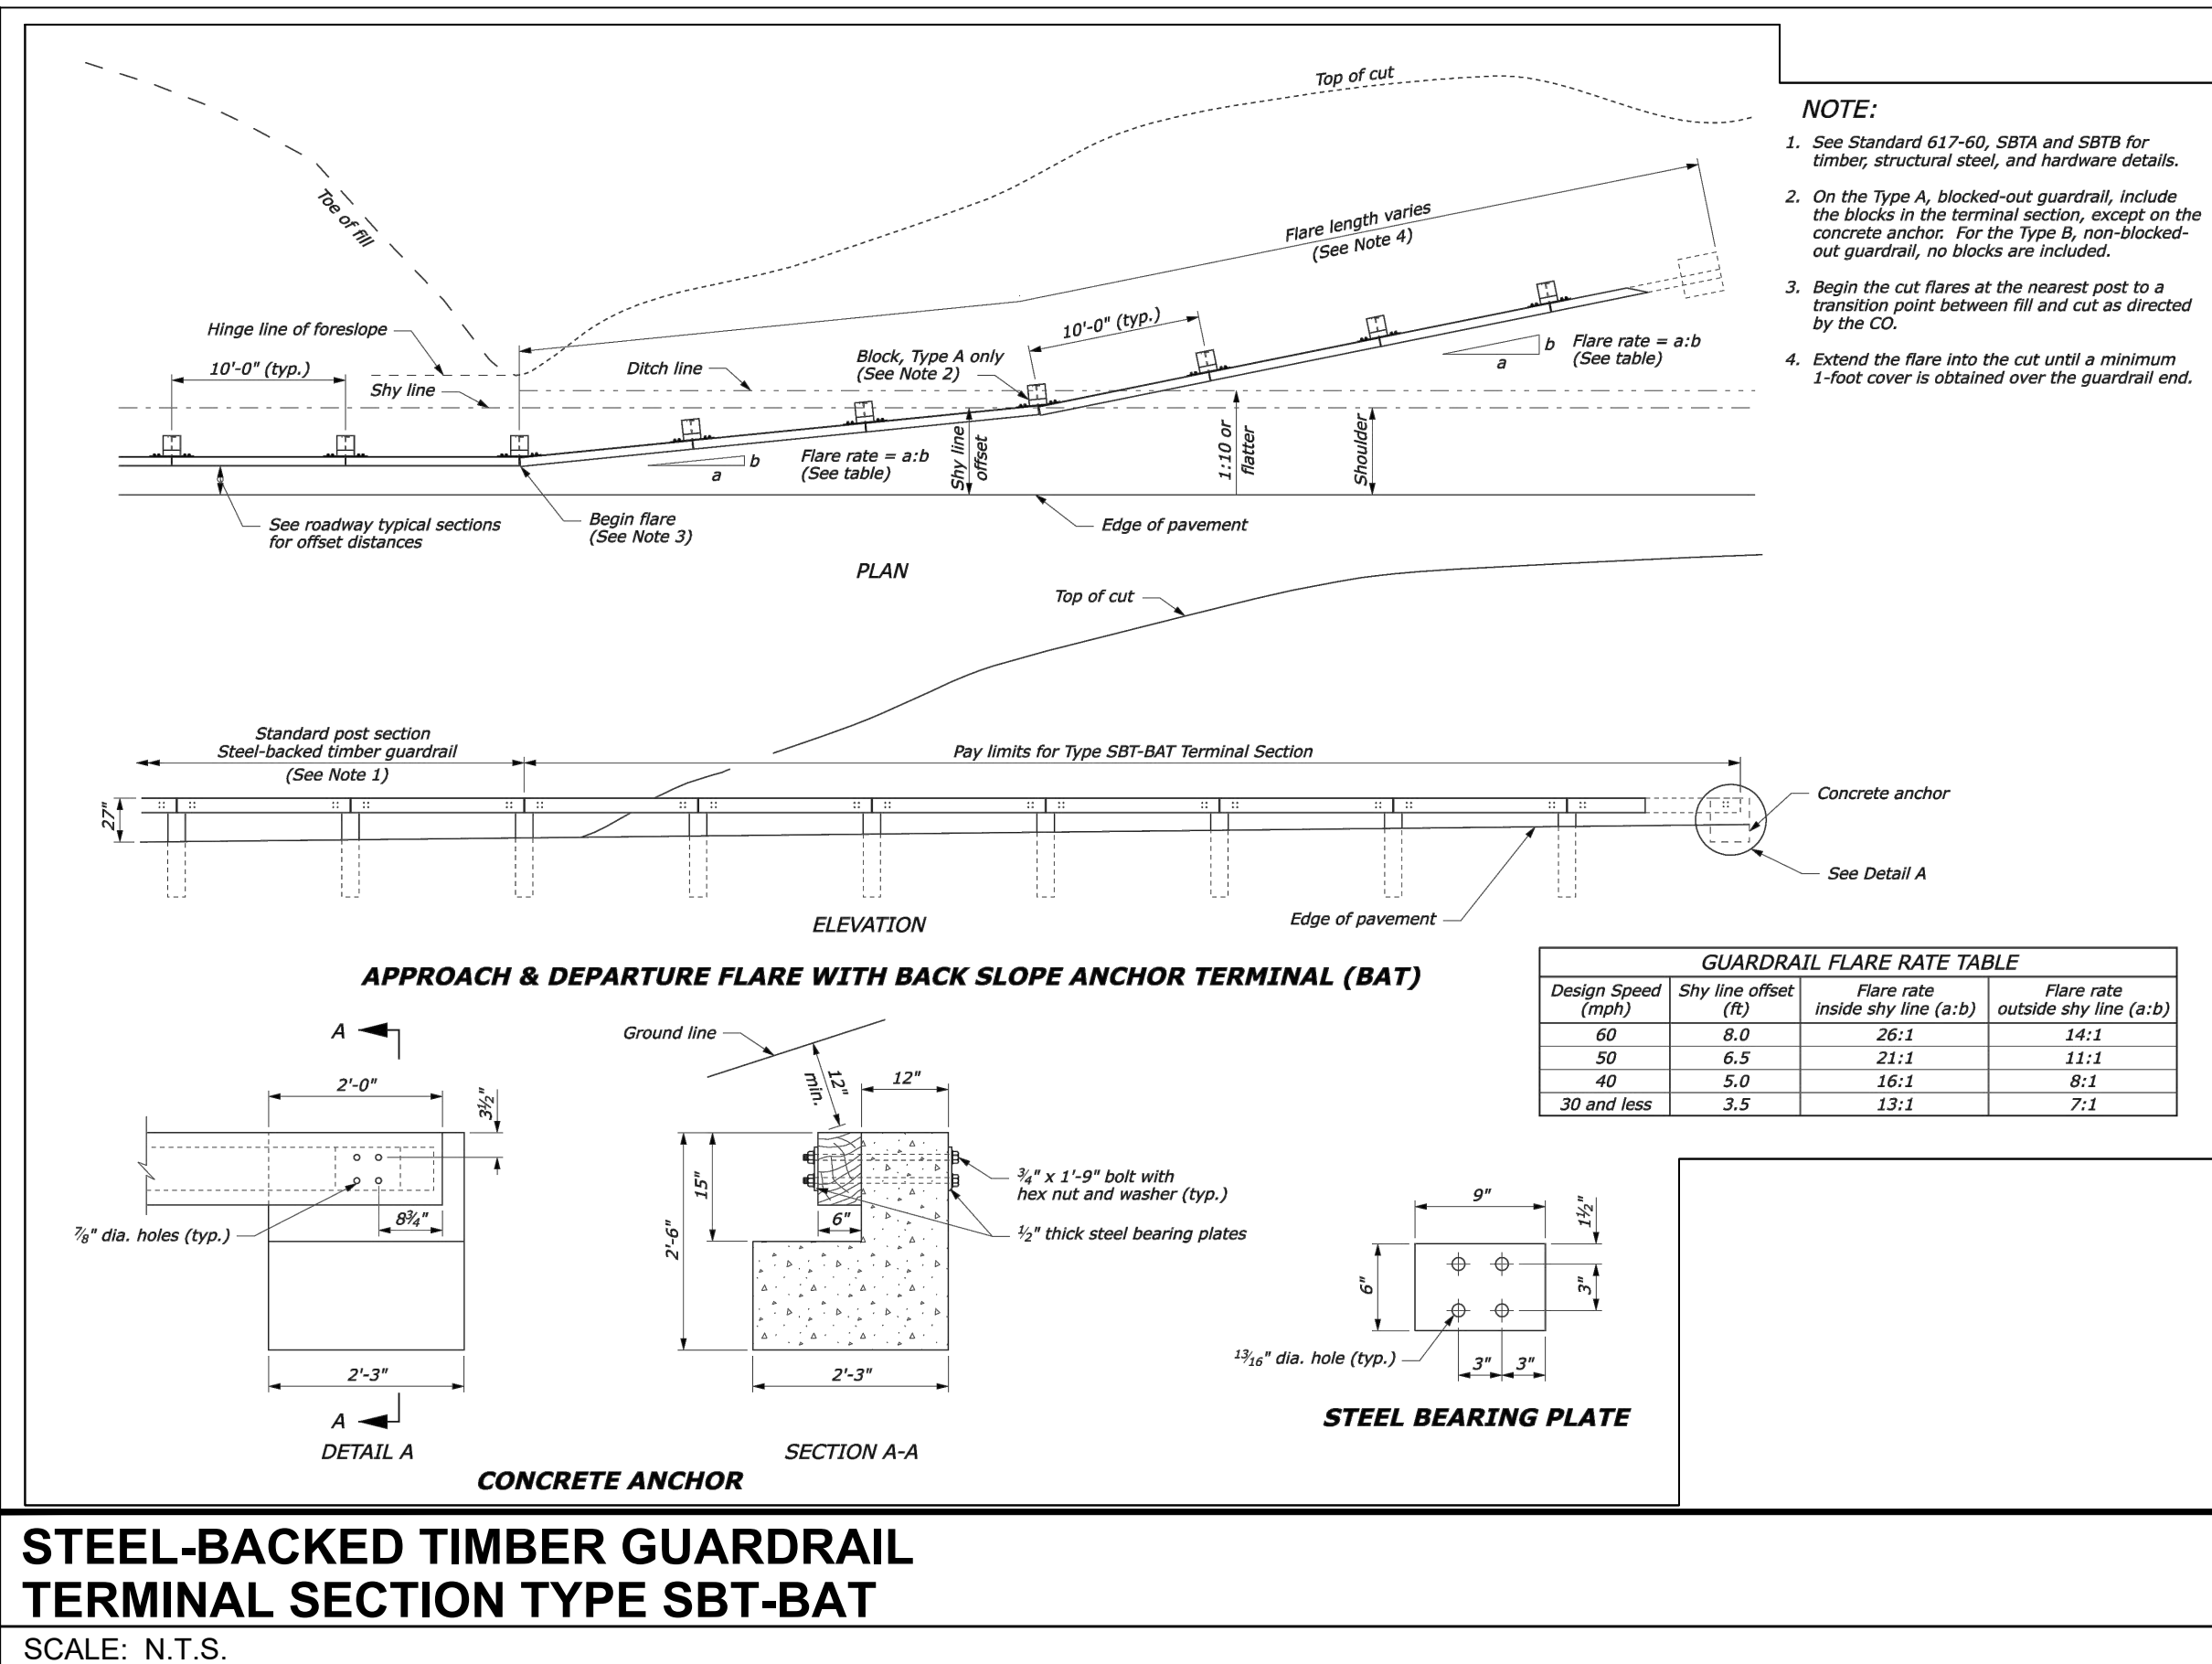 Top of cut
Toe of fill
Flare length varies
(See Note 4)
Hinge line of foreslope
10'-0" (typ.)
10'-0" (typ.)
Shy line
Ditch line
Block, Type A only
(See Note 2)
Flare rate = a:b
(See table)
a
b
Flare rate = a:b
(See table)
a
b
Shy line
offset
1:10 or
flatter
Shoulder
See roadway typical sections
for offset distances
Begin flare
(See Note 3)
Edge of pavement
PLAN
NOTE:
1. See Standard 617-60, SBTA and SBTB for
timber, structural steel, and hardware details.
2. On the Type A, blocked-out guardrail, include
the blocks in the terminal section, except on the
concrete anchor. For the Type B, non-blocked-
out guardrail, no blocks are included.
3. Begin the cut flares at the nearest post to a
transition point between fill and cut as directed
by the CO.
4. Extend the flare into the cut until a minimum
1-foot cover is obtained over the guardrail end.
Top of cut
Standard post section
Steel-backed timber guardrail
(See Note 1)
Pay limits for Type SBT-BAT Terminal Section
27"
Concrete anchor
See Detail A
Edge of pavement
ELEVATION
APPROACH & DEPARTURE FLARE WITH BACK SLOPE ANCHOR TERMINAL (BAT)
GUARDRAIL FLARE RATE TABLE
Design Speed (mph) Shy line offset (ft) Flare rate inside shy line (a:b) Flare rate outside shy line (a:b)
60 8.0 26:1 14:1
50 6.5 21:1 11:1
40 5.0 16:1 8:1
30 and less 3.5 13:1 7:1
A
2'-0"
3½"
8¾"
⅞" dia. holes (typ.)
2'-3"
A
DETAIL A
Ground line
12"
min.
12"
15"
2'-6"
6"
¾" x 1'-9" bolt with
hex nut and washer (typ.)
½" thick steel bearing plates
2'-3"
SECTION A-A
CONCRETE ANCHOR
9"
1½"
6"
3"
13⁄16" dia. hole (typ.)
3" 3"
STEEL BEARING PLATE
STEEL-BACKED TIMBER GUARDRAIL
TERMINAL SECTION TYPE SBT-BAT
SCALE: N.T.S.